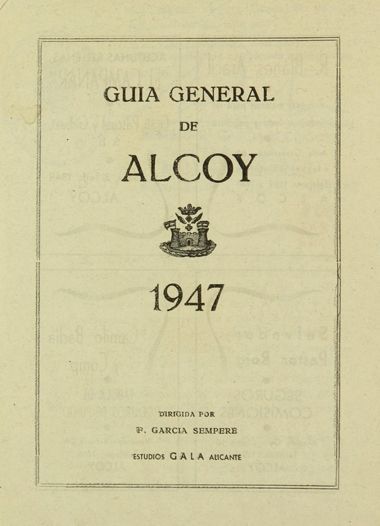 GUIA GENERAL
DE
ALCOY
1947
DIRIGIDA POR
F. GARCIA SEMPERE
ESTUDIOS GALA ALICANTE